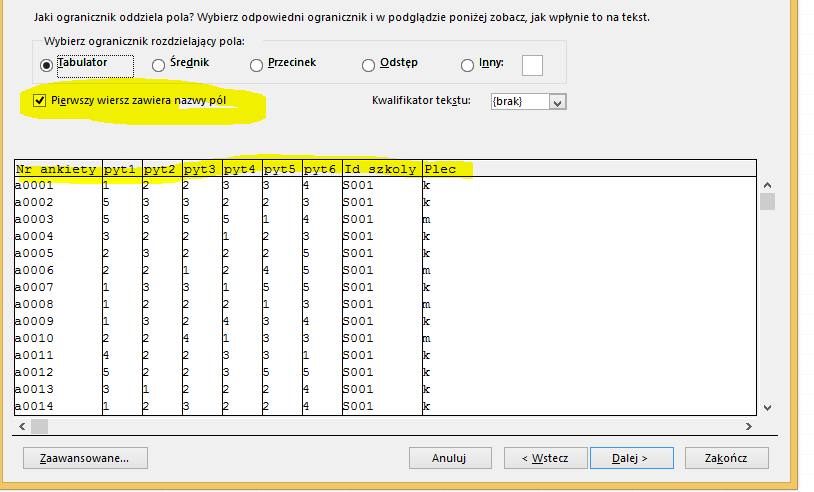 Jaki ogranicznik oddziela pola? Wybierz odpowiedni ogranicznik i w podglądzie poniżej zobacz, jak wpłynie to na tekst.
Wybierz ogranicznik rozdzielający pola:
Tabulator Średnik Przecinek Odstęp Inny:
Pierwszy wiersz zawiera nazwy pól Kwalifikator tekstu: {brak}
Nr ankiety pyt1 pyt2 pyt3 pyt4 pyt5 pyt6 Id szkoly Plec
a0001 1 2 2 3 3 4 S001 k
a0002 5 3 3 2 2 3 S001 k
a0003 5 3 5 5 1 4 S001 m
a0004 3 2 2 1 2 3 S001 k
a0005 2 3 2 2 2 5 S001 k
a0006 2 2 1 2 4 5 S001 m
a0007 1 3 3 1 5 5 S001 k
a0008 1 2 2 2 1 3 S001 m
a0009 1 3 2 4 3 4 S001 k
a0010 2 2 4 1 3 3 S001 m
a0011 4 2 2 3 3 1 S001 k
a0012 5 2 2 3 5 5 S001 k
a0013 3 1 2 2 2 4 S001 k
a0014 1 2 3 2 2 4 S001 k
Zaawansowane... Anuluj < Wstecz Dalej > Zakończ